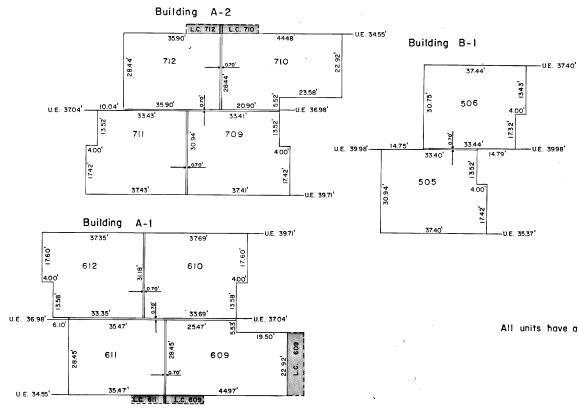 Building A-2
L.C. 712 L.C. 710
35.90' 44.48' U.E. 34.55'
28.44' 712 0.70' 28.44' 710 22.92'
23.58'
5.52'
U.E. 37.04' 10.04' 35.90' 0.70' 20.90' U.E. 36.98'
33.43' 33.41'
13.52' 711 30.94' 709 13.52'
4.00' 4.00'
17.42' 0.70' 17.42'
37.43' 37.41' U.E. 39.71'
Building B-1
37.44' U.E. 37.40'
30.75' 506 13.43'
4.00'
17.32'
U.E. 39.98' 14.75' 33.44' U.E. 39.98'
33.40' 0.70' 14.79'
30.94' 505 13.52'
4.00'
17.42'
37.40' U.E. 35.37'
Building A-1
37.35' 37.69' U.E. 39.71'
17.60' 612 31.18' 610 17.60'
4.00' 0.70' 4.00'
13.58' 13.58'
U.E. 36.98' 33.35' 0.70' 33.69' U.E. 37.04'
6.10' 35.47' 25.47' 5.53'
19.50'
28.45' 611 28.45' 609 22.92' L.C. 609
0.70'
U.E. 34.55' 35.47' 44.97'
L.C. 611 L.C. 609
All units have a